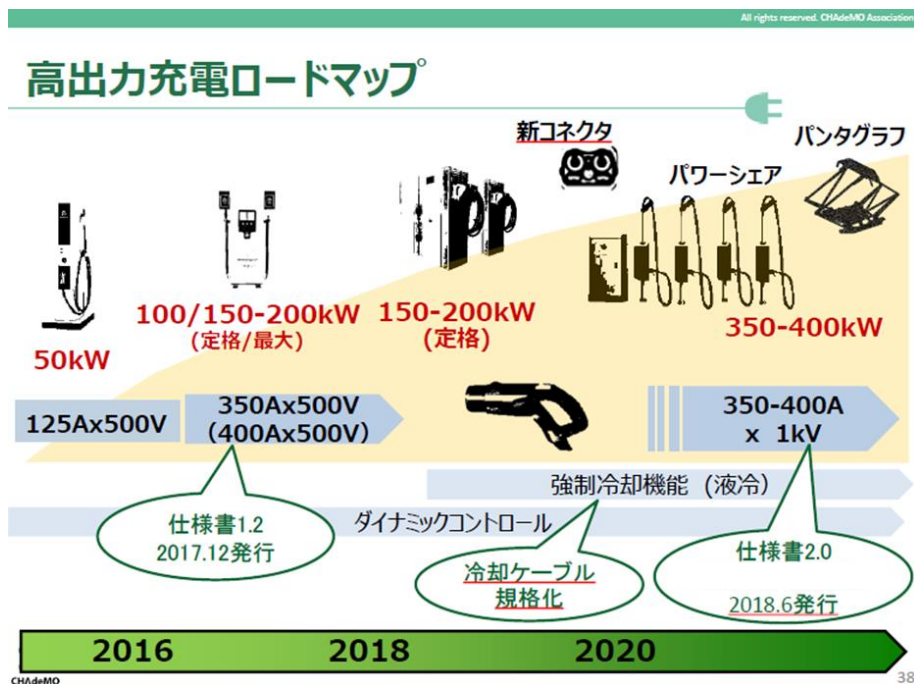 All rights reserved. CHAdeMO Association
高出力充電ロードマップ
新コネクタ
パンタグラフ
パワーシェア
50kW
100/150-200kW
(定格/最大)
150-200kW
(定格)
350-400kW
125Ax500V
350Ax500V
(400Ax500V)
350-400A
x 1kV
強制冷却機能 (液冷)
ダイナミックコントロール
仕様書1.2
2017.12発行
冷却ケーブル
規格化
仕様書2.0
2018.6発行
2016
2018
2020
CHAdeMO
38